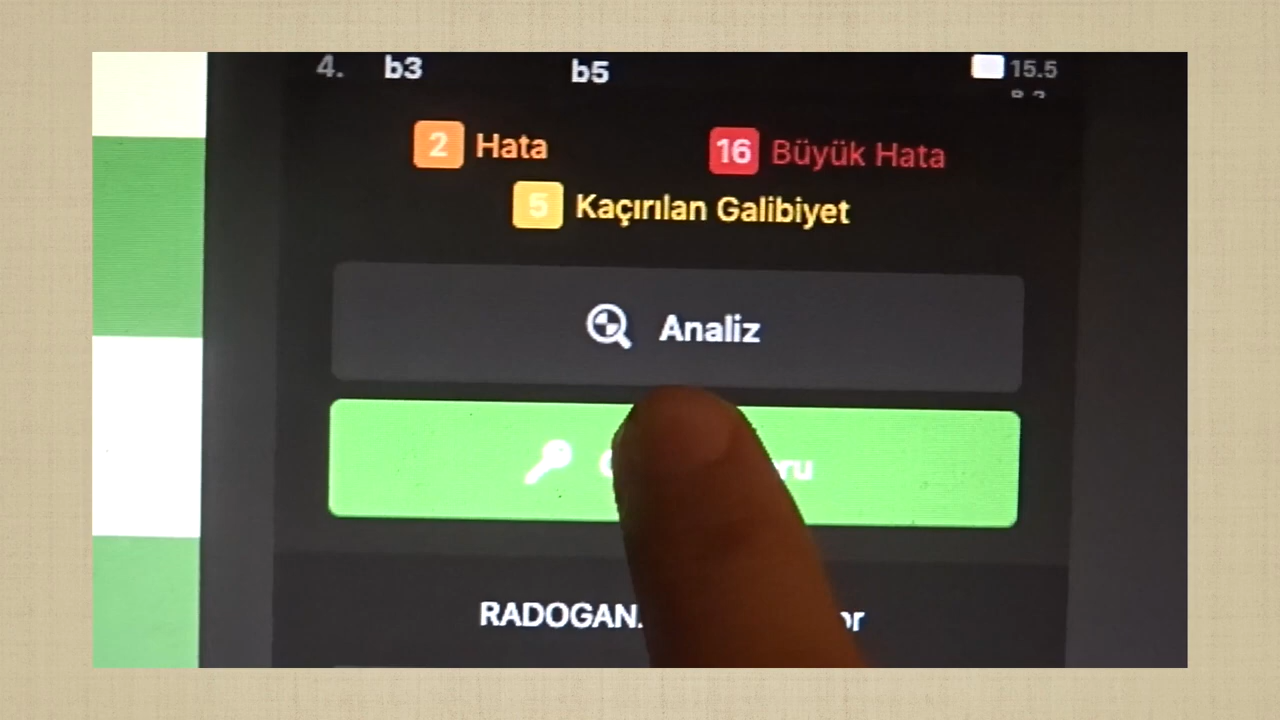 4. b3 b5 15.5
2 Hata 16 Büyük Hata
5 Kaçırılan Galibiyet
Analiz
RADOGAN.